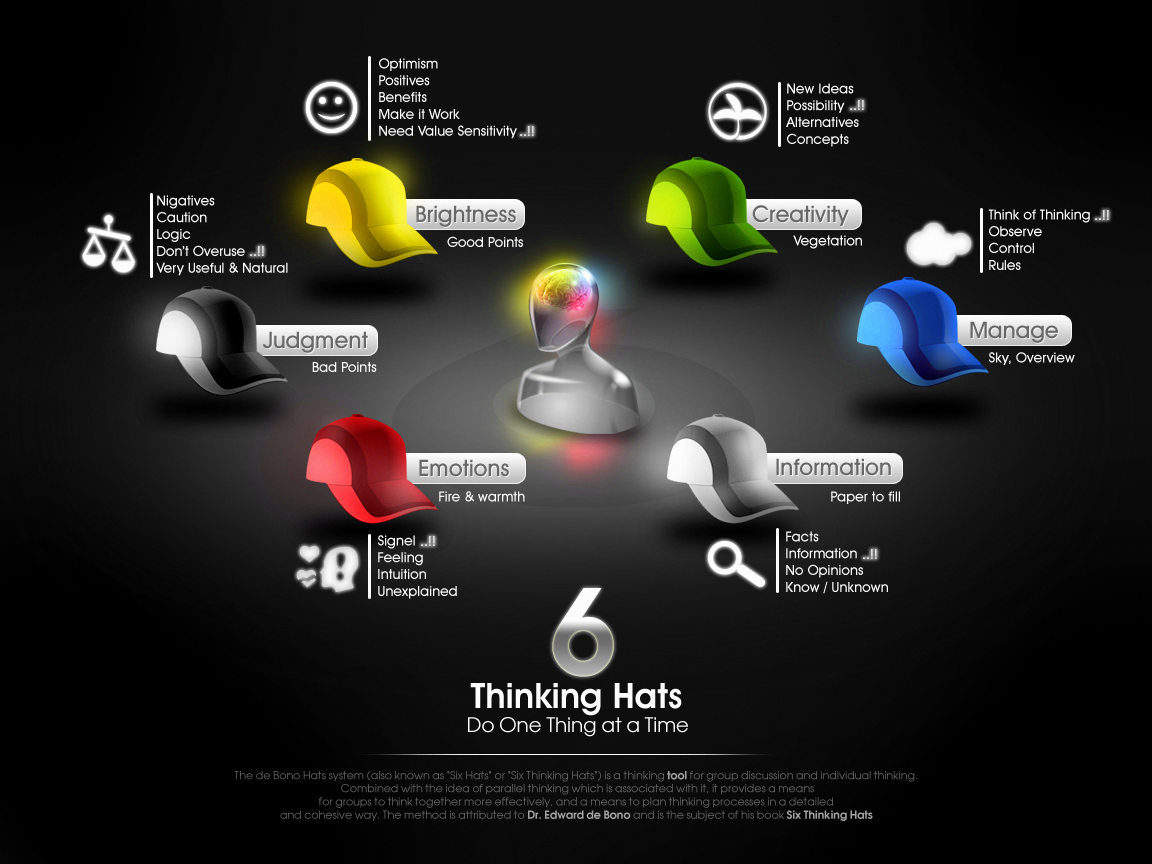 Optimism
Positives
Benefits
Make it Work
Need Value Sensitivity ..!!
Brightness
Good Points
New Ideas
Possibility ..!!
Alternatives
Concepts
Creativity
Vegetation
Nigatives
Caution
Logic
Don't Overuse ..!!
Very Useful & Natural
Judgment
Bad Points
Think of Thinking ..!!
Observe
Control
Rules
Manage
Sky, Overview
Emotions
Fire & warmth
Signel ..!!
Feeling
Intuition
Unexplained
Information
Paper to fill
Facts
Information ..!!
No Opinions
Know / Unknown
6
Thinking Hats
Do One Thing at a Time
The de Bono Hats system (also known as "Six Hats" or "Six Thinking Hats") is a thinking tool for group discussion and individual thinking.
Combined with the idea of parallel thinking which is associated with it, it provides a means
for groups to think together more effectively, and a means to plan thinking processes in a detailed
and cohesive way. The method is attributed to Dr. Edward de Bono and is the subject of his book Six Thinking Hats